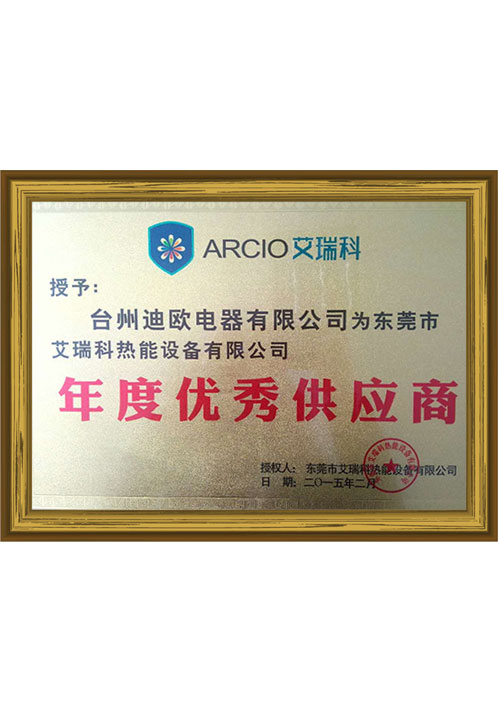 ARCIO艾瑞科
授予：
台州迪欧电器有限公司为东莞市
艾瑞科热能设备有限公司
年度优秀供应商
授权人：东莞市艾瑞科热能设备有限公司
日 期：二〇一五年二月